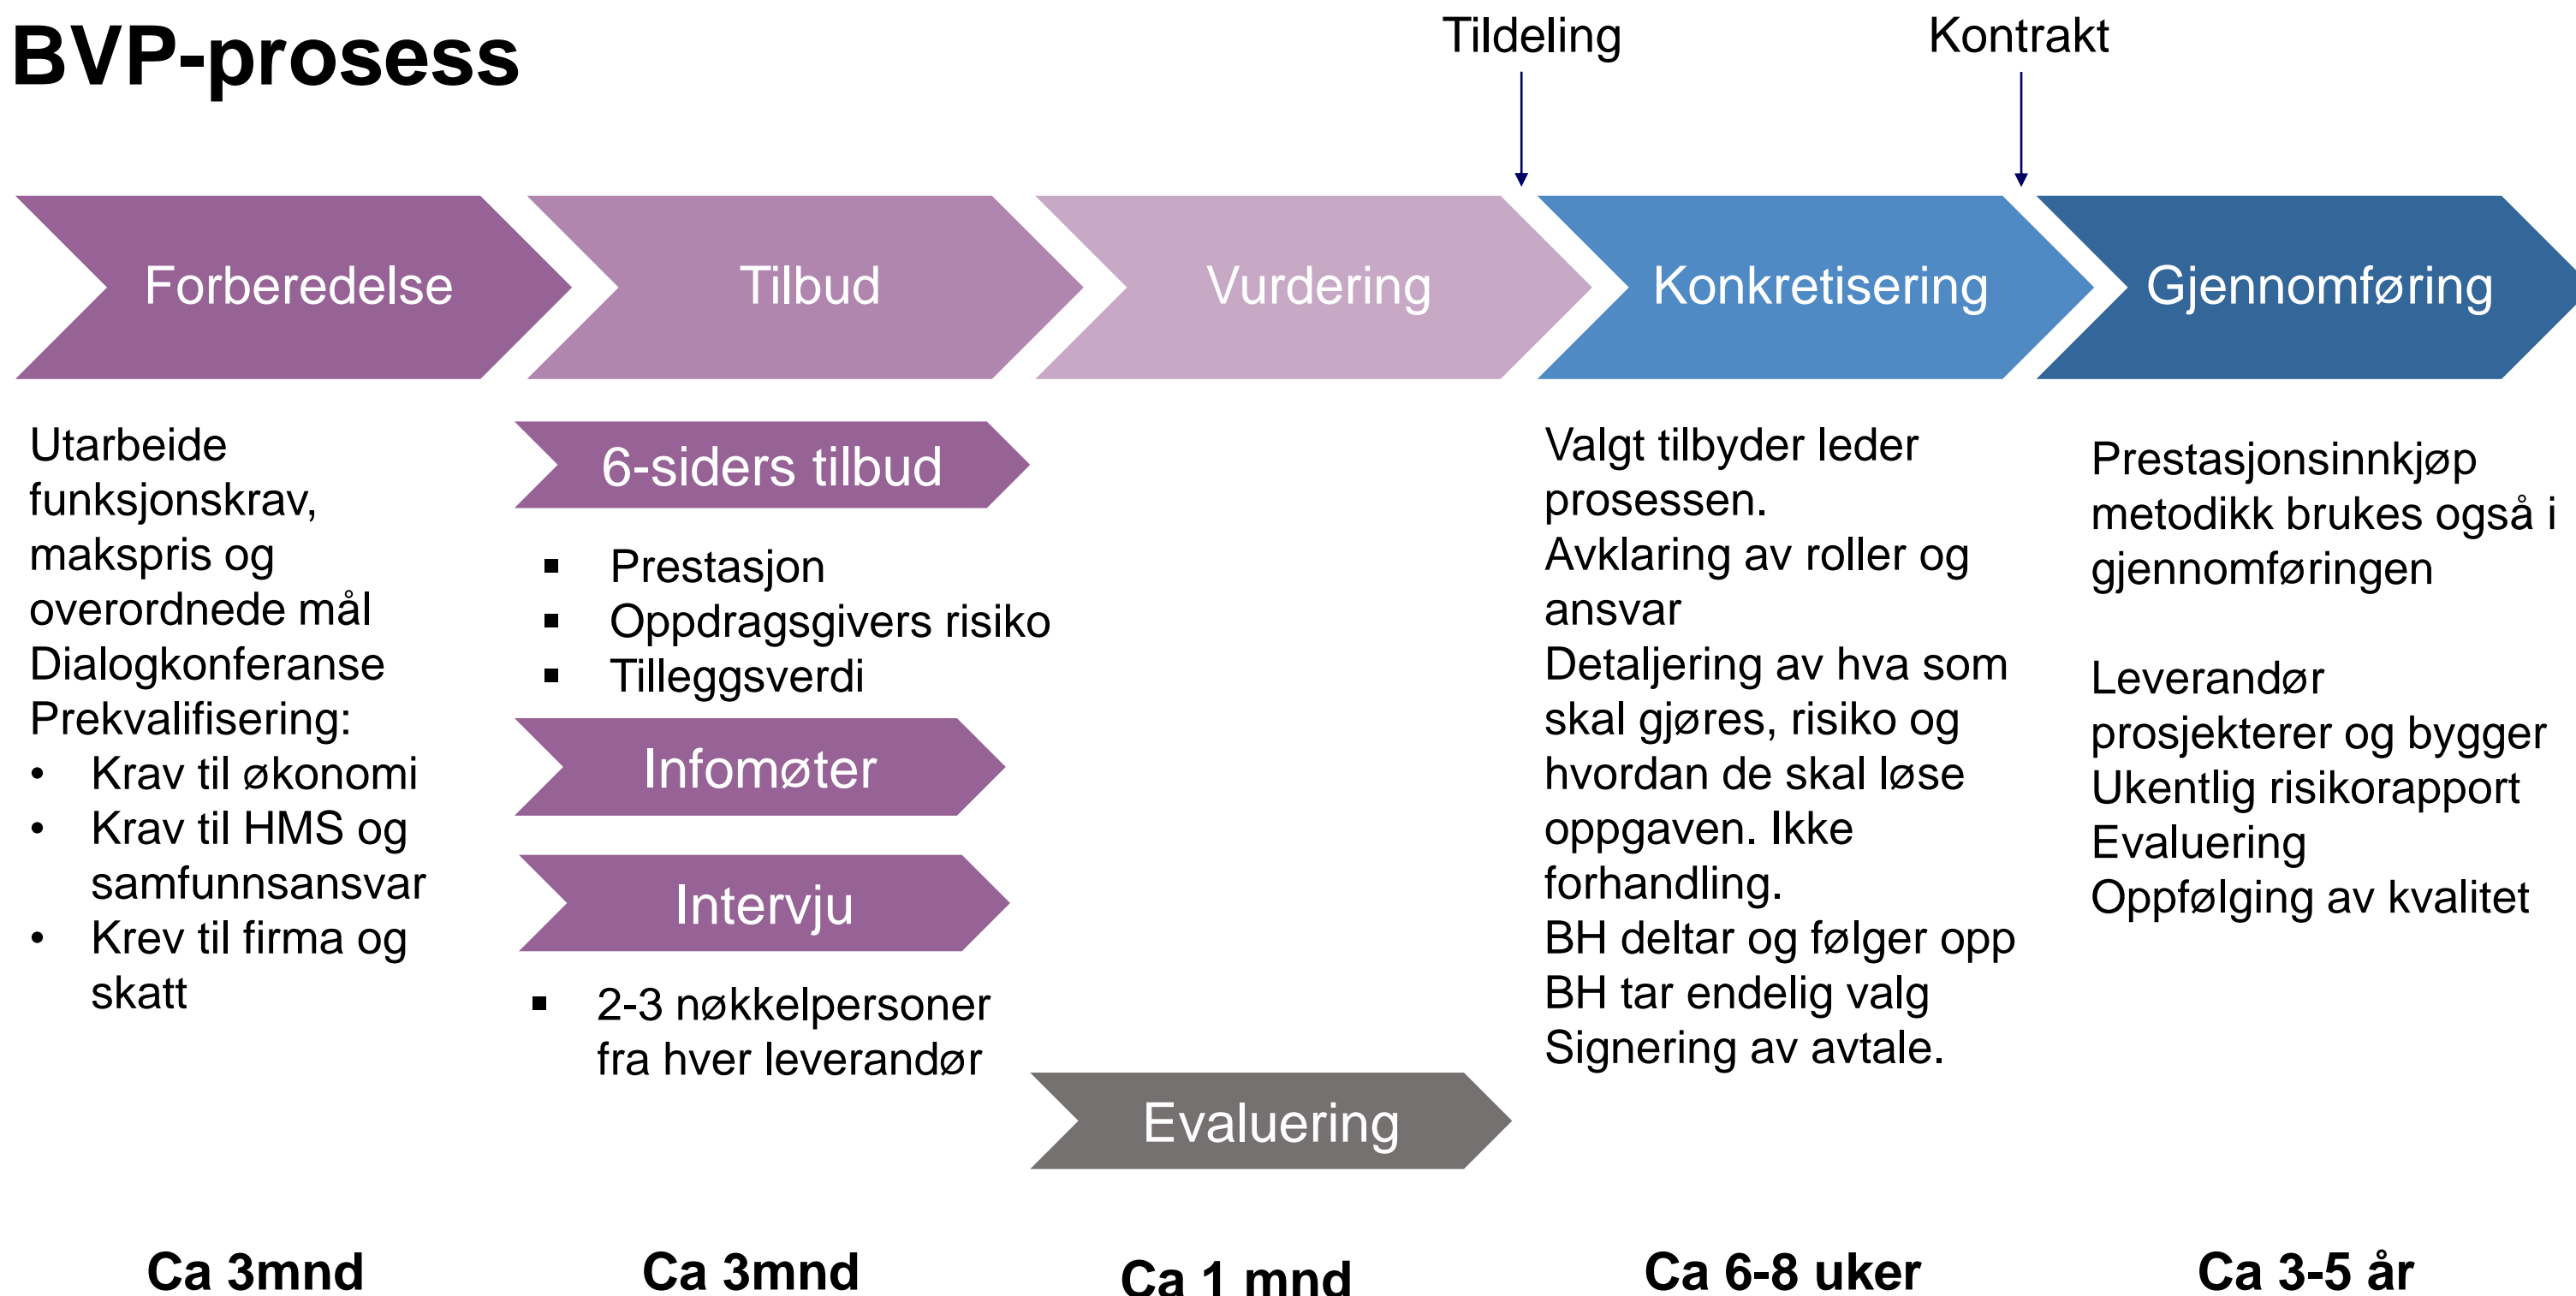 BVP-prosess
Tildeling
Kontrakt
Forberedelse
Tilbud
Vurdering
Konkretisering
Gjennomføring
Utarbeide
funksjonskrav,
makspris og
overordnede mål
Dialogkonferanse
Prekvalifisering:
• Krav til økonomi
• Krav til HMS og
samfunnsansvar
• Krev til firma og
skatt
6-siders tilbud
▪ Prestasjon
▪ Oppdragsgivers risiko
▪ Tilleggsverdi
Infomøter
Intervju
▪ 2-3 nøkkelpersoner
fra hver leverandør
Evaluering
Valgt tilbyder leder
prosessen.
Avklaring av roller og
ansvar
Detaljering av hva som
skal gjøres, risiko og
hvordan de skal løse
oppgaven. Ikke
forhandling.
BH deltar og følger opp
BH tar endelig valg
Signering av avtale.
Prestasjonsinnkjøp
metodikk brukes også i
gjennomføringen
Leverandør
prosjekterer og bygger
Ukentlig risikorapport
Evaluering
Oppfølging av kvalitet
Ca 3mnd
Ca 3mnd
Ca 1 mnd
Ca 6-8 uker
Ca 3-5 år